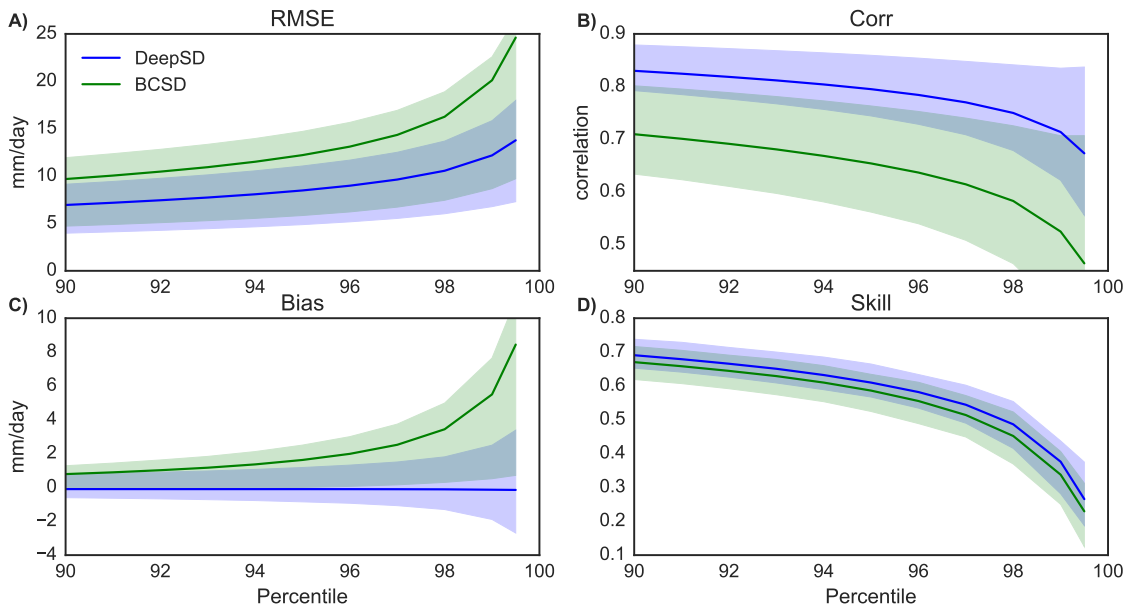 A) RMSE
25
20
15
10
5
0
mm/day
DeepSD
BCSD
90 92 94 96 98 100
B) Corr
0.9
0.8
0.7
0.6
0.5
correlation
90 92 94 96 98 100
C) Bias
10
8
6
4
2
0
−2
−4
mm/day
90 92 94 96 98 100
Percentile
D) Skill
0.8
0.7
0.6
0.5
0.4
0.3
0.2
0.1
90 92 94 96 98 100
Percentile